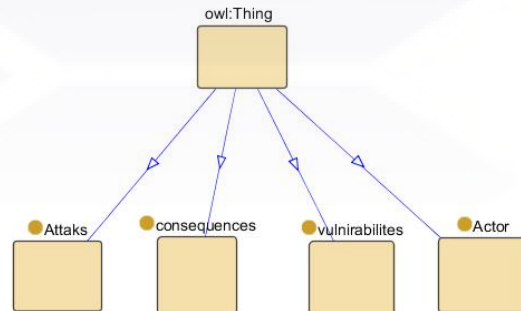 owl:Thing
Attaks
consequences
vulnirabilites
Actor